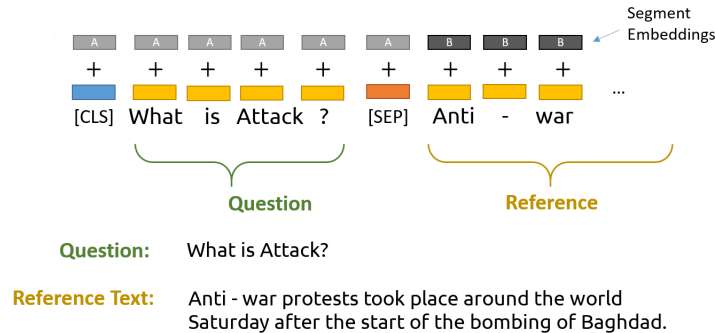 Segment
Embeddings
A A A A A A B B B
+ + + + + + + + +
...
[CLS] What is Attack ? [SEP] Anti - war
Question Reference
Question: What is Attack?
Reference Text: Anti - war protests took place around the world
Saturday after the start of the bombing of Baghdad.